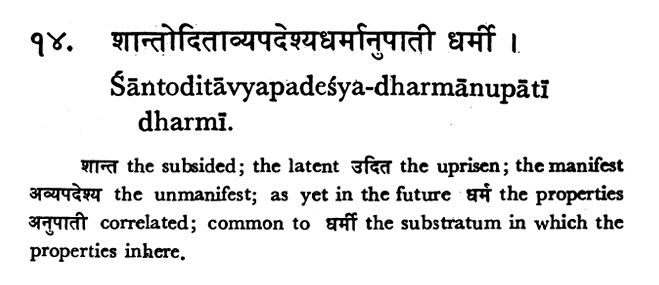 १४. शान्तोदिताव्यपदेश्यधर्मानुपाती धर्मी ।
Śāntoditāvyapadeśya-dharmānupātī
dharmī.
शान्त the subsided; the latent उदित the uprisen; the manifest
अव्यपदेश्य the unmanifest; as yet in the future धर्म the properties
अनुपाती correlated; common to धर्मी the substratum in which the
properties inhere.